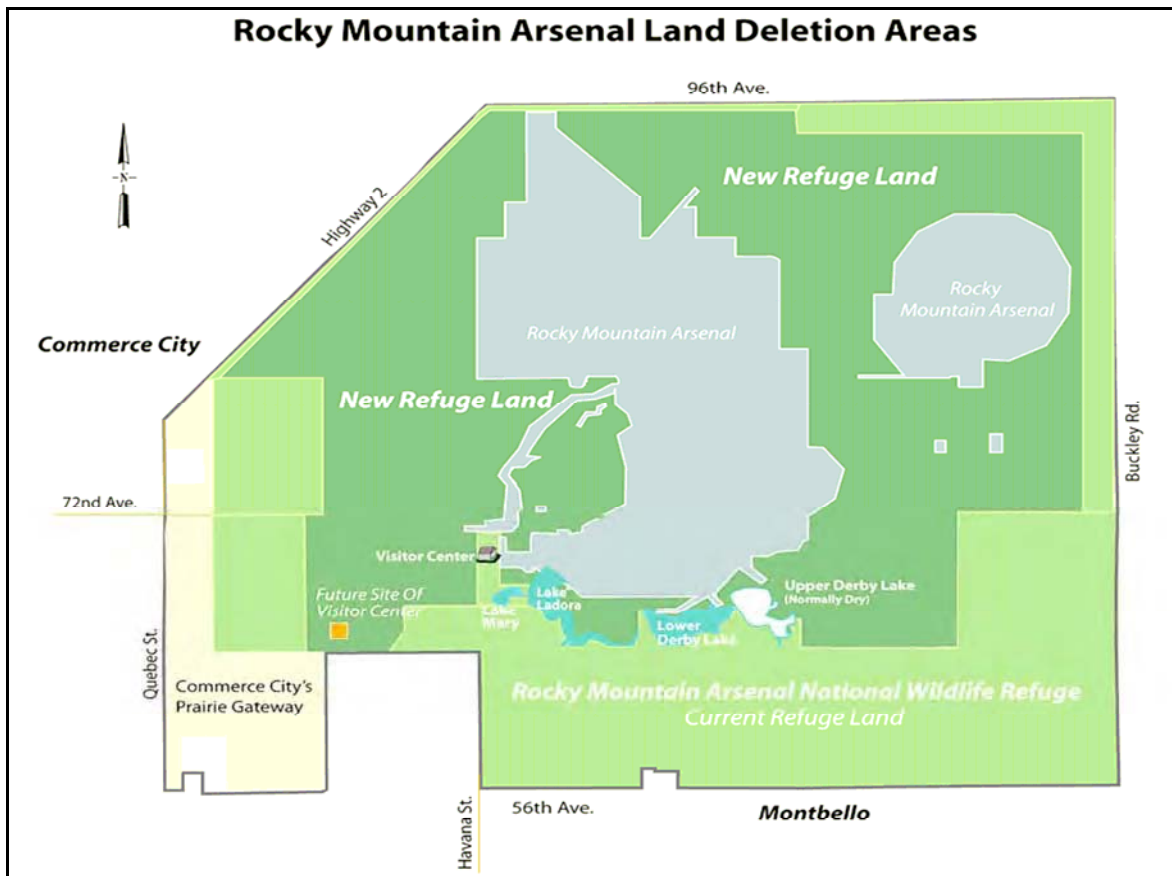 Rocky Mountain Arsenal Land Deletion Areas
96th Ave.
N
New Refuge Land
Highway 2
Rocky
Mountain Arsenal
Rocky Mountain Arsenal
Commerce City
New Refuge Land
Buckley Rd.
72nd Ave.
Visitor Center
Upper Derby Lake
(Normally Dry)
Future Site Of
Visitor Center
Lake
Ladora
Lake
Mary
Lower
Derby Lake
Quebec St.
Commerce City's
Prairie Gateway
Rocky Mountain Arsenal National Wildlife Refuge
Current Refuge Land
Havana St.
56th Ave.
Montbello